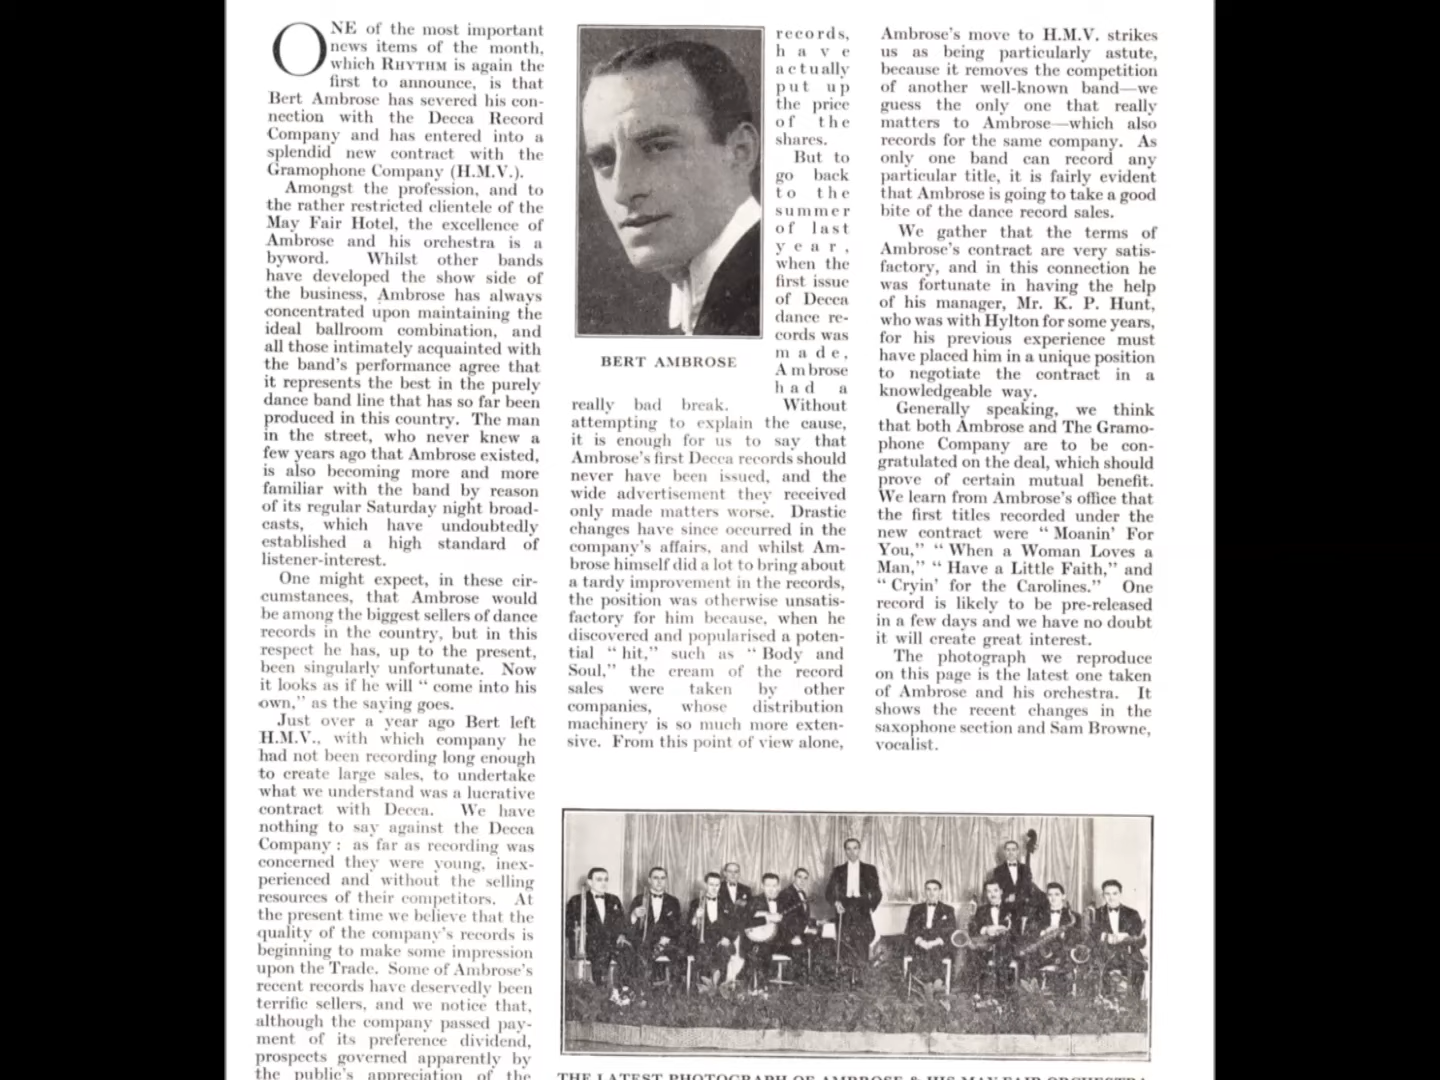 ONE of the most important
news items of the month,
which RHYTHM is again the
first to announce, is that
Bert Ambrose has severed his con-
nection with the Decca Record
Company and has entered into a
splendid new contract with the
Gramophone Company (H.M.V.).
Amongst the profession, and to
the rather restricted clientele of the
May Fair Hotel, the excellence of
Ambrose and his orchestra is a
byword. Whilst other bands
have developed the show side of
the business, Ambrose has always
concentrated upon maintaining the
ideal ballroom combination, and
all those intimately acquainted with
the band's performance agree that
it represents the best in the purely
dance band line that has so far been
produced in this country. The man
in the street, who never knew a
few years ago that Ambrose existed,
is also becoming more and more
familiar with the band by reason
of its regular Saturday night broad-
casts, which have undoubtedly
established a high standard of
listener-interest.
One might expect, in these cir-
cumstances, that Ambrose would
be among the biggest sellers of dance
records in the country, but in this
respect he has, up to the present,
been singularly unfortunate. Now
it looks as if he will " come into his
own," as the saying goes.
Just over a year ago Bert left
H.M.V., with which company he
had not been recording long enough
to create large sales, to undertake
what we understand was a lucrative
contract with Decca. We have
nothing to say against the Decca
Company : as far as recording was
concerned they were young, inex-
perienced and without the selling
resources of their competitors. At
the present time we believe that the
quality of the company's records is
beginning to make some impression
upon the Trade. Some of Ambrose's
recent records have deservedly been
terrific sellers, and we notice that,
although the company passed pay-
ment of its preference dividend,
prospects governed apparently by
the public's appreciation of the
BERT AMBROSE
records,
have
actually
put up
the price
of the
shares.
But to
go back
to the
summer
of last
year,
when the
first issue
of Decca
dance re-
cords was
made,
Ambrose
had a
really bad break. Without
attempting to explain the cause,
it is enough for us to say that
Ambrose's first Decca records should
never have been issued, and the
wide advertisement they received
only made matters worse. Drastic
changes have since occurred in the
company's affairs, and whilst Am-
brose himself did a lot to bring about
a tardy improvement in the records,
the position was otherwise unsatis-
factory for him because, when he
discovered and popularised a poten-
tial " hit," such as " Body and
Soul," the cream of the record
sales were taken by other
companies, whose distribution
machinery is so much more exten-
sive. From this point of view alone,
Ambrose's move to H.M.V. strikes
us as being particularly astute,
because it removes the competition
of another well-known band—we
guess the only one that really
matters to Ambrose—which also
records for the same company. As
only one band can record any
particular title, it is fairly evident
that Ambrose is going to take a good
bite of the dance record sales.
We gather that the terms of
Ambrose's contract are very satis-
factory, and in this connection he
was fortunate in having the help
of his manager, Mr. K. P. Hunt,
who was with Hylton for some years,
for his previous experience must
have placed him in a unique position
to negotiate the contract in a
knowledgeable way.
Generally speaking, we think
that both Ambrose and The Gramo-
phone Company are to be con-
gratulated on the deal, which should
prove of certain mutual benefit.
We learn from Ambrose's office that
the first titles recorded under the
new contract were " Moanin' For
You," " When a Woman Loves a
Man," " Have a Little Faith," and
" Cryin' for the Carolines." One
record is likely to be pre-released
in a few days and we have no doubt
it will create great interest.
The photograph we reproduce
on this page is the latest one taken
of Ambrose and his orchestra. It
shows the recent changes in the
saxophone section and Sam Browne,
vocalist.
THE LATEST PHOTOGRAPH OF AMBROSE & HIS MAY FAIR ORCHESTRA